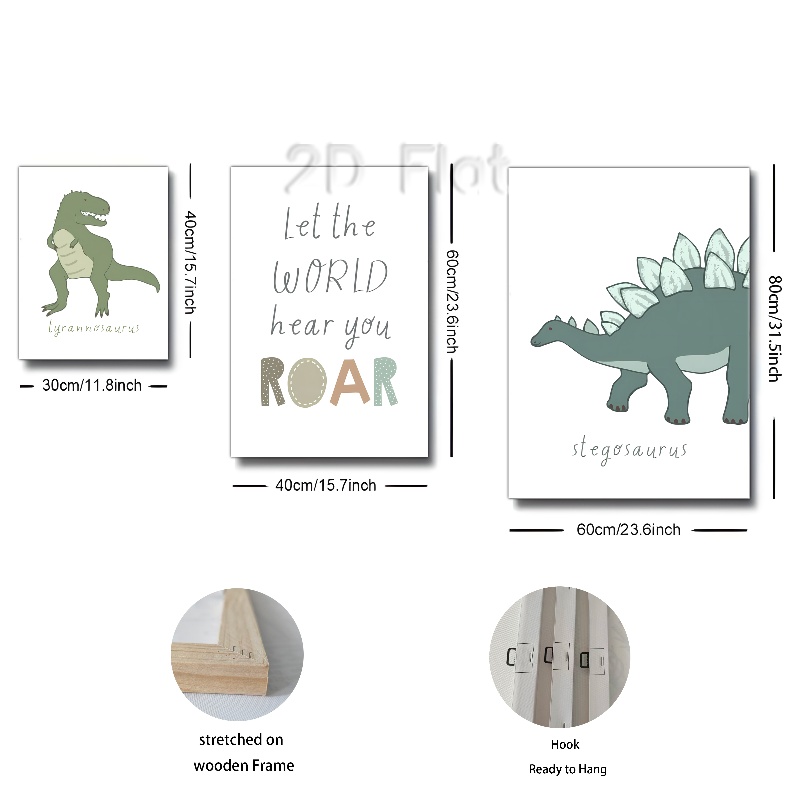 2D Flat
Let the
WORLD
hear you
ROAR
tyrannosaurus
stegosaurus
40cm/15.7inch
30cm/11.8inch
60cm/23.6inch
40cm/15.7inch
80cm/31.5inch
60cm/23.6inch
stretched on
wooden Frame
Hook
Ready to Hang